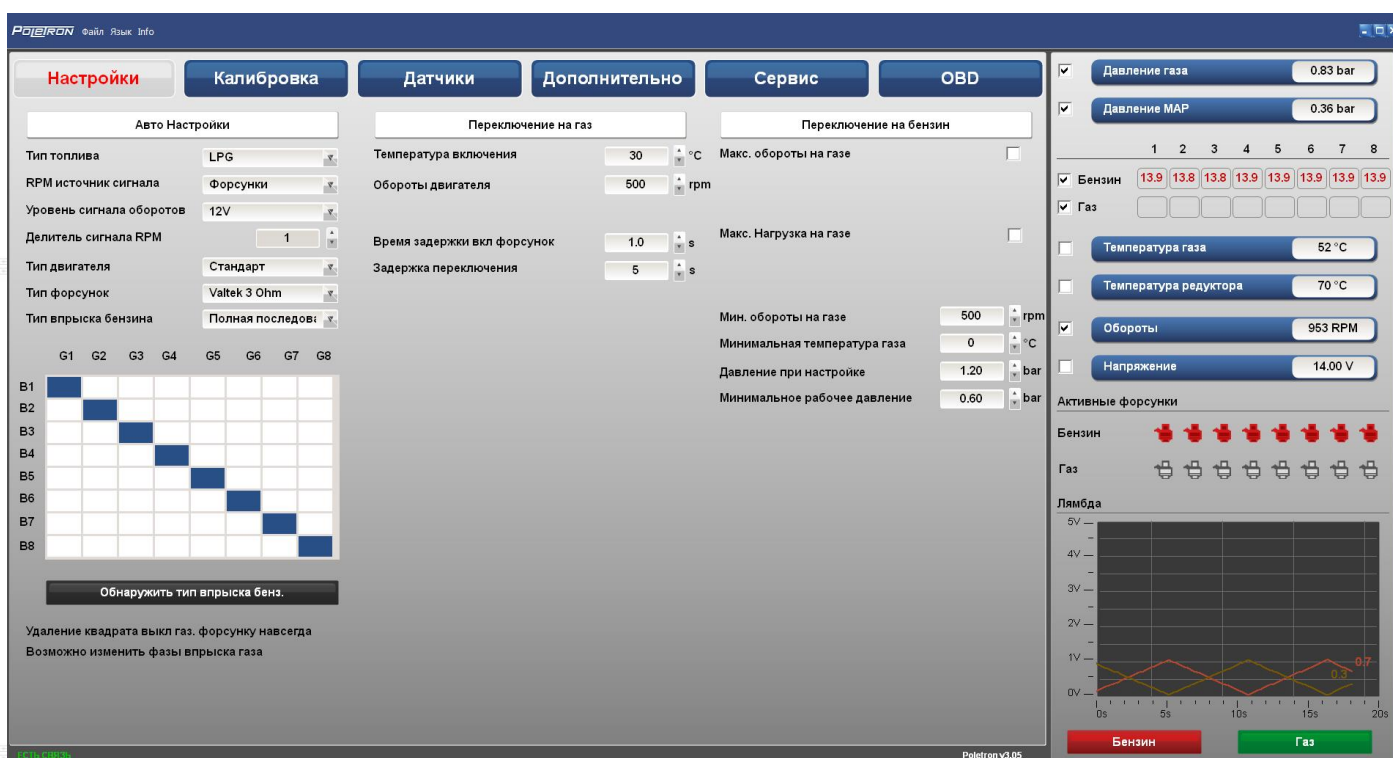 POLETRON Файл Язык Info
Настройки Калибровка Датчики Дополнительно Сервис OBD
Авто Настройки
Тип топлива LPG
RPM источник сигнала Форсунки
Уровень сигнала оборотов 12V
Делитель сигнала RPM 1
Тип двигателя Стандарт
Тип форсунок Valtek 3 Ohm
Тип впрыска бензина Полная последов
G1 G2 G3 G4 G5 G6 G7 G8
B1
B2
B3
B4
B5
B6
B7
B8
Обнаружить тип впрыска бенз.
Удаление квадрата выкл газ. форсунку навсегда
Возможно изменить фазы впрыска газа
Переключение на газ
Температура включения 30 °C
Обороты двигателя 500 rpm
Время задержки вкл форсунок 1.0 s
Задержка переключения 5 s
Переключение на бензин
Макс. обороты на газе
Макс. Нагрузка на газе
Мин. обороты на газе 500 rpm
Минимальная температура газа 0 °C
Давление при настройке 1.20 bar
Минимальное рабочее давление 0.60 bar
Давление газа 0.83 bar
Давление MAP 0.36 bar
1 2 3 4 5 6 7 8
Бензин 13.9 13.8 13.8 13.9 13.9 13.9 13.9 13.9
Газ
Температура газа 52 °C
Температура редуктора 70 °C
Обороты 953 RPM
Напряжение 14.00 V
Активные форсунки
Бензин
Газ
Лямбда
5V
4V
3V
2V
1V
0V
0.7
0.3
0s 5s 10s 15s 20s
Бензин Газ
ЕСТЬ СВЯЗЬ
Poletron v3.05